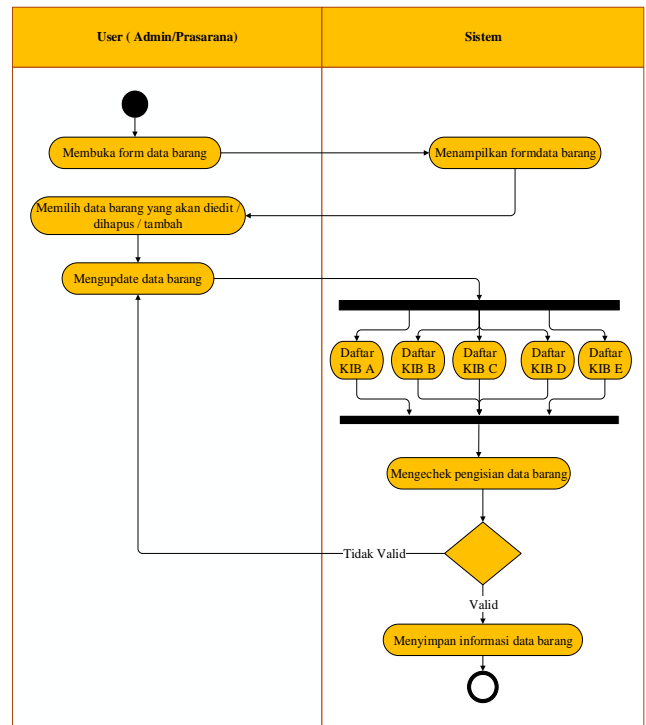 User ( Admin/Prasarana)
Sistem
Membuka form data barang
Menampilkan formdata barang
Memilih data barang yang akan diedit /
dihapus / tambah
Mengupdate data barang
Daftar
KIB A
Daftar
KIB B
Daftar
KIB C
Daftar
KIB D
Daftar
KIB E
Mengechek pengisian data barang
Tidak Valid
Valid
Menyimpan informasi data barang